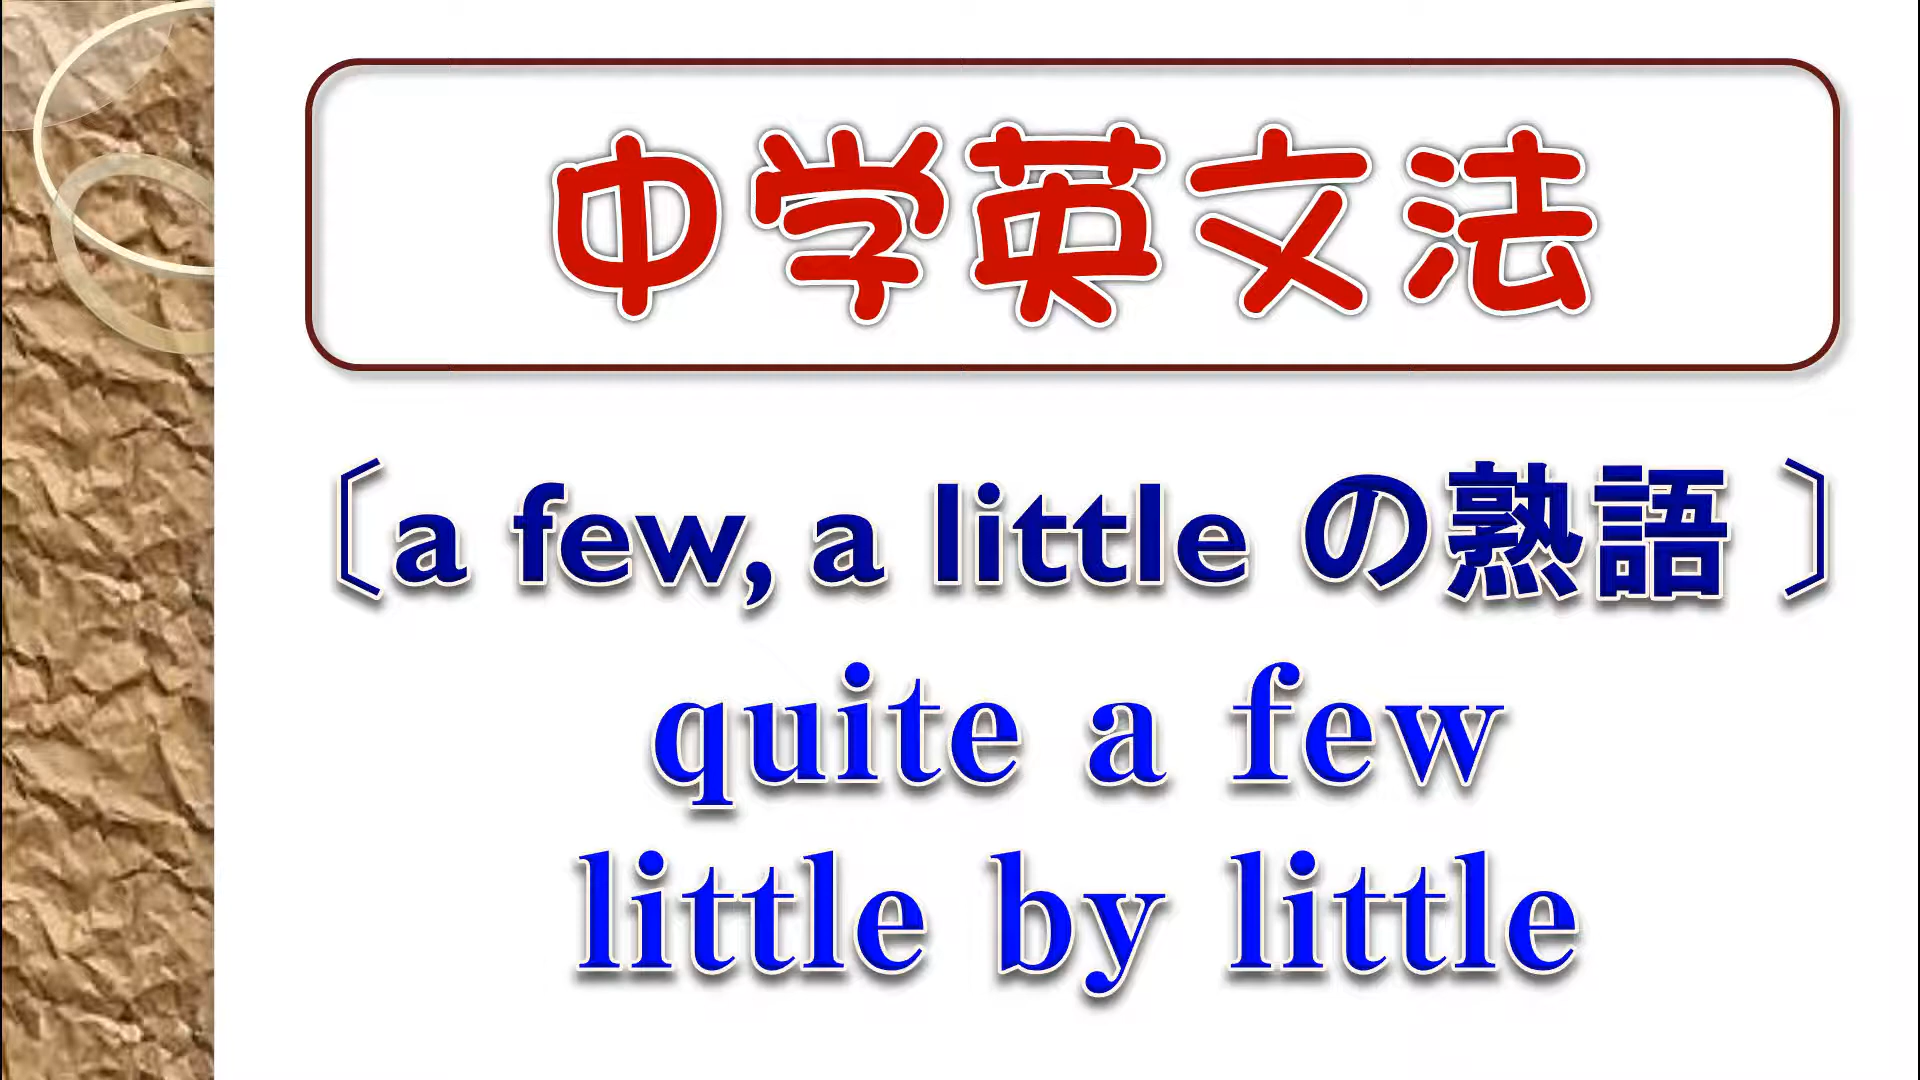 中学英文法
〔a few, a little の熟語 〕
quite a few
little by little